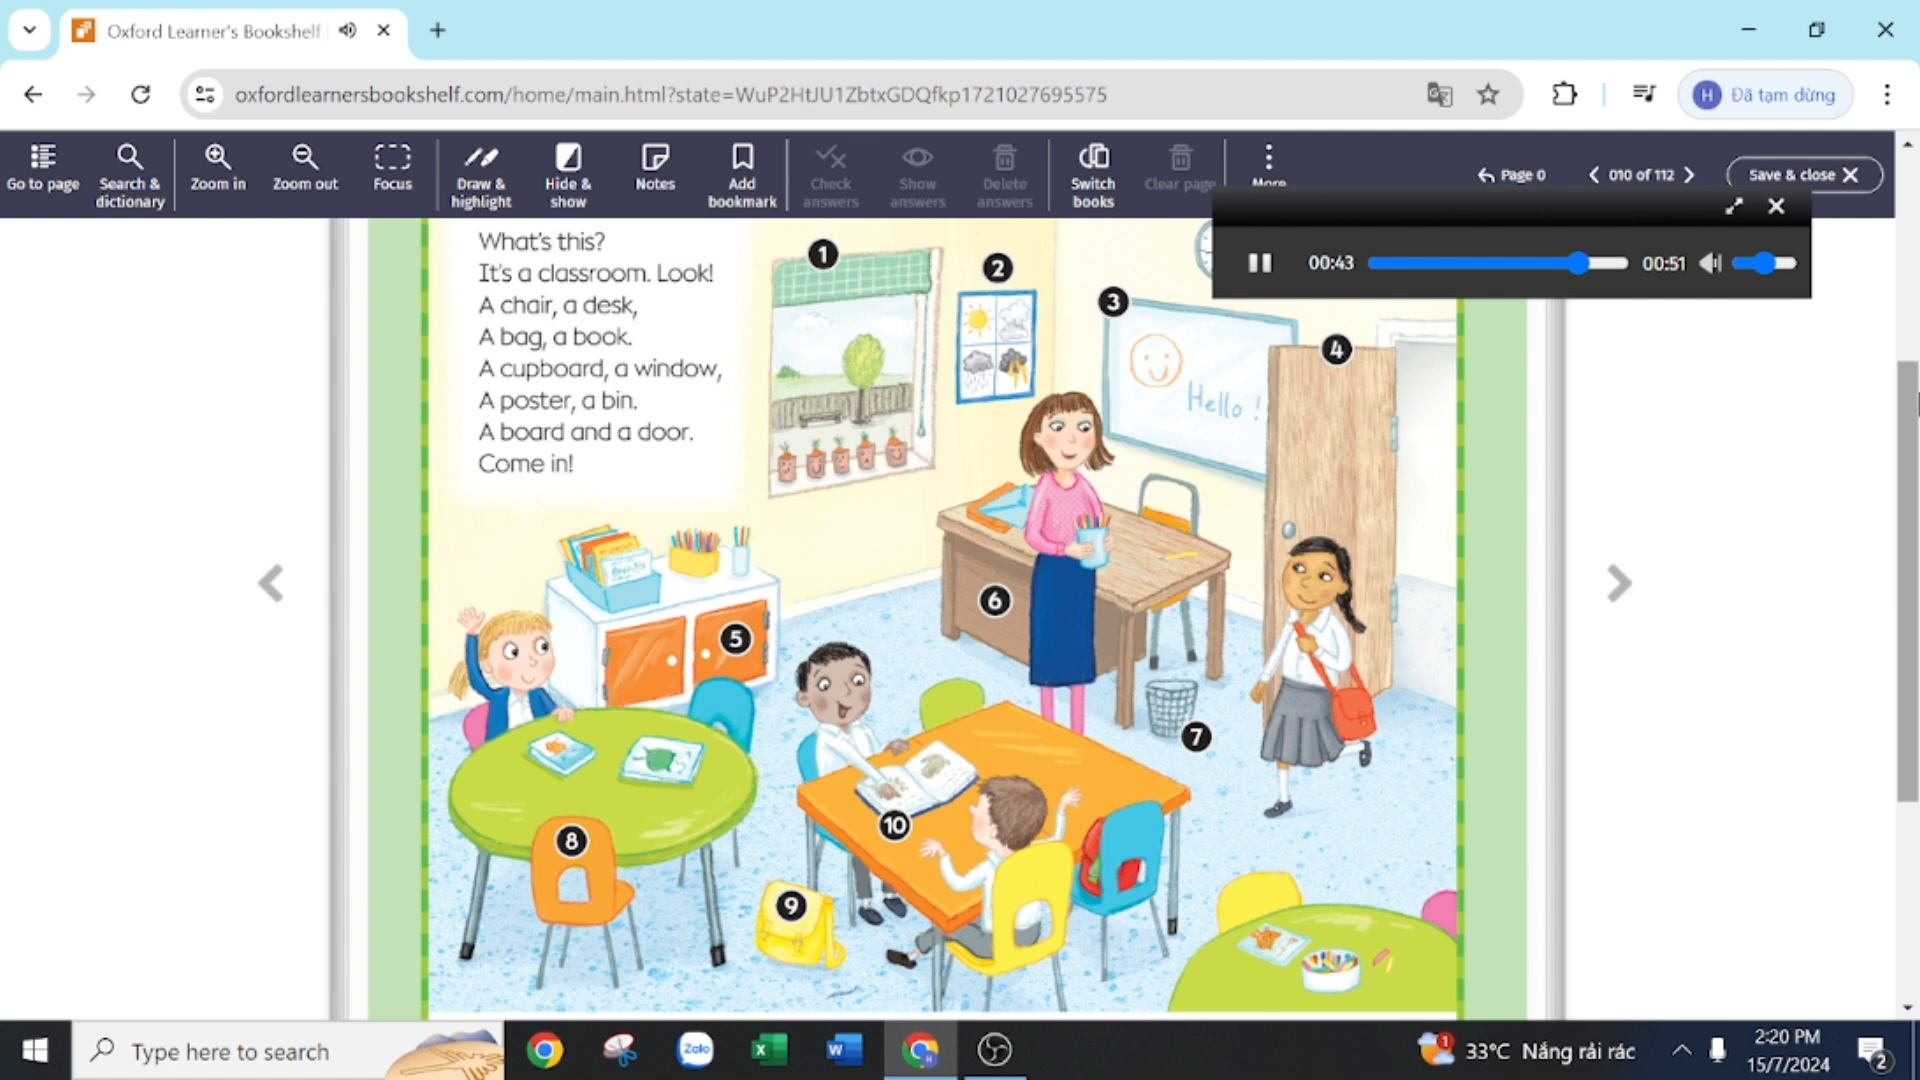 Oxford Learner's Bookshelf
oxfordlearnersbookshelf.com/home/main.html?state=WuP2HtJU1ZbtxGDQfkp1721027695575
H Đã tạm dừng
Go to page
Search & dictionary
Zoom in
Zoom out
Focus
Draw & highlight
Hide & show
Notes
Add bookmark
Check answers
Show answers
Delete answers
Switch books
Clear page
More
Page 0
010 of 112
Save & close
00:43
00:51
What's this?
It's a classroom. Look!
A chair, a desk,
A bag, a book.
A cupboard, a window,
A poster, a bin.
A board and a door.
Come in!
1
2
3
4
Hello !
5
6
7
8
9
10
Type here to search
Zalo
X
W
H
1
33°C Nắng rải rác
2:20 PM
15/7/2024
2